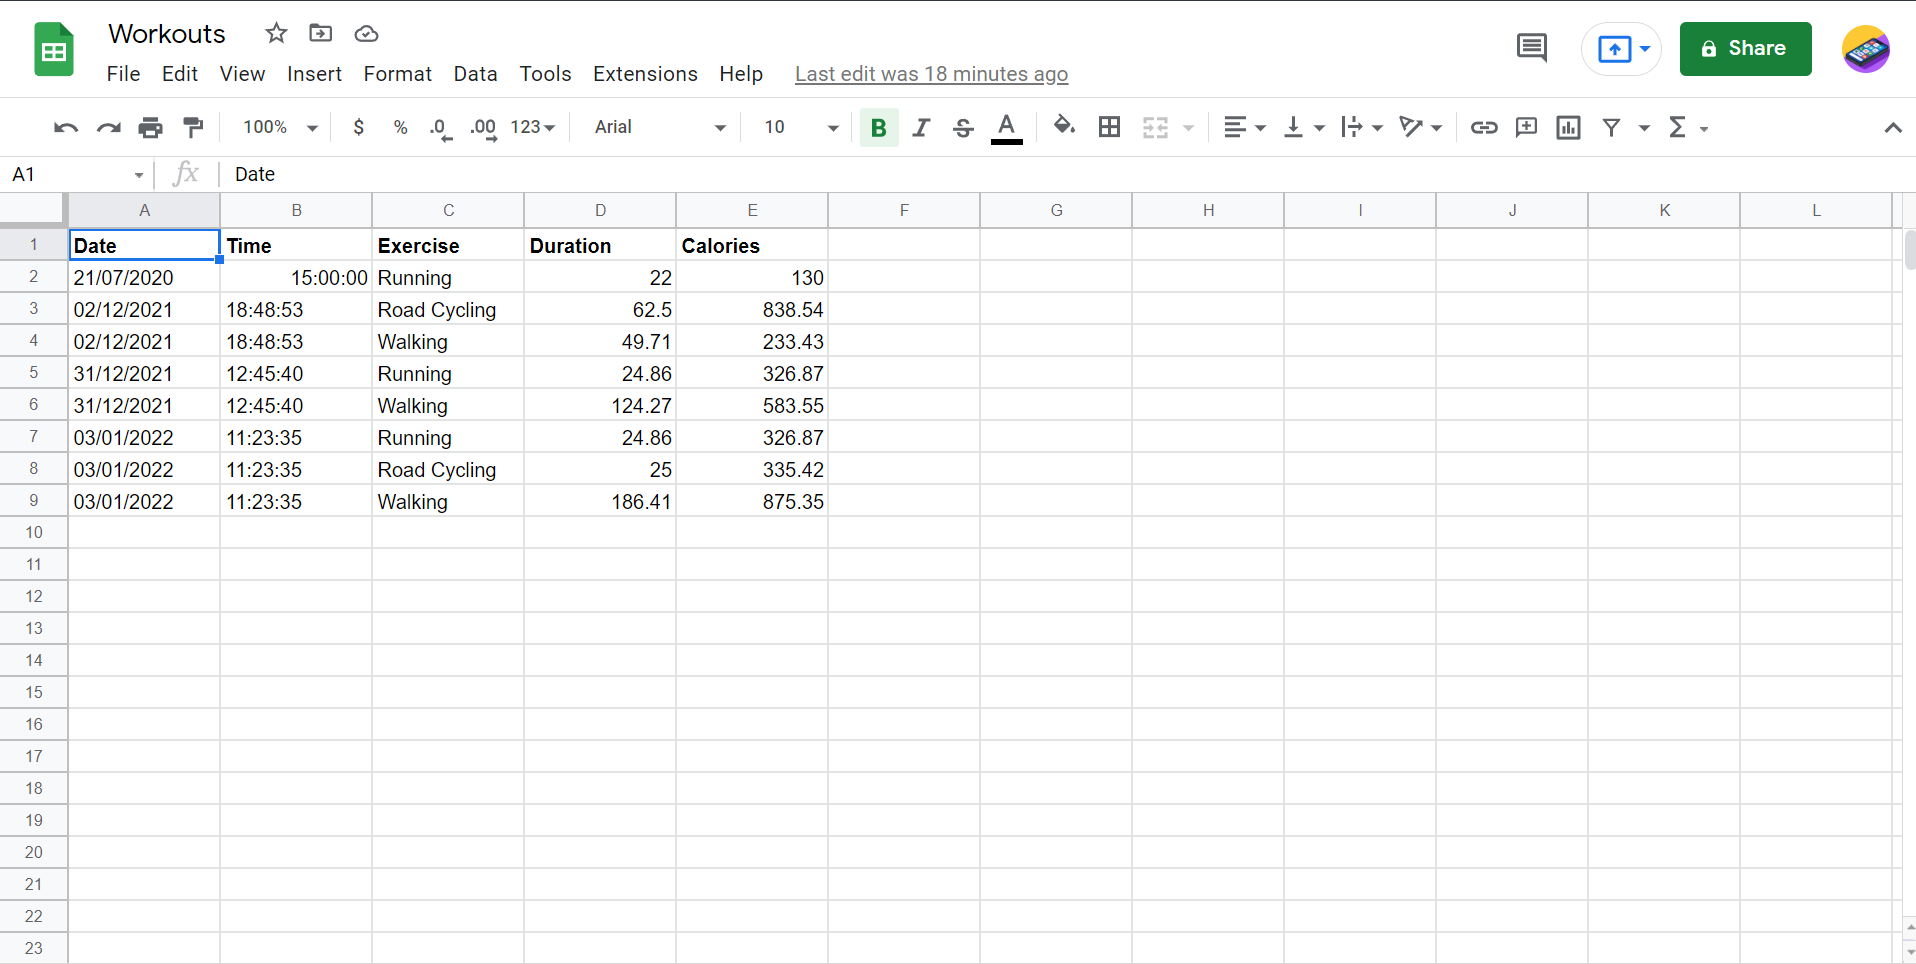 Workouts
File Edit View Insert Format Data Tools Extensions Help Last edit was 18 minutes ago
Share
100% $ % .0 .00 123 Arial 10 B I S A Σ
A1 fx Date
A B C D E F G H I J K L
1 Date Time Exercise Duration Calories
2 21/07/2020 15:00:00 Running 22 130
3 02/12/2021 18:48:53 Road Cycling 62.5 838.54
4 02/12/2021 18:48:53 Walking 49.71 233.43
5 31/12/2021 12:45:40 Running 24.86 326.87
6 31/12/2021 12:45:40 Walking 124.27 583.55
7 03/01/2022 11:23:35 Running 24.86 326.87
8 03/01/2022 11:23:35 Road Cycling 25 335.42
9 03/01/2022 11:23:35 Walking 186.41 875.35
10
11
12
13
14
15
16
17
18
19
20
21
22
23